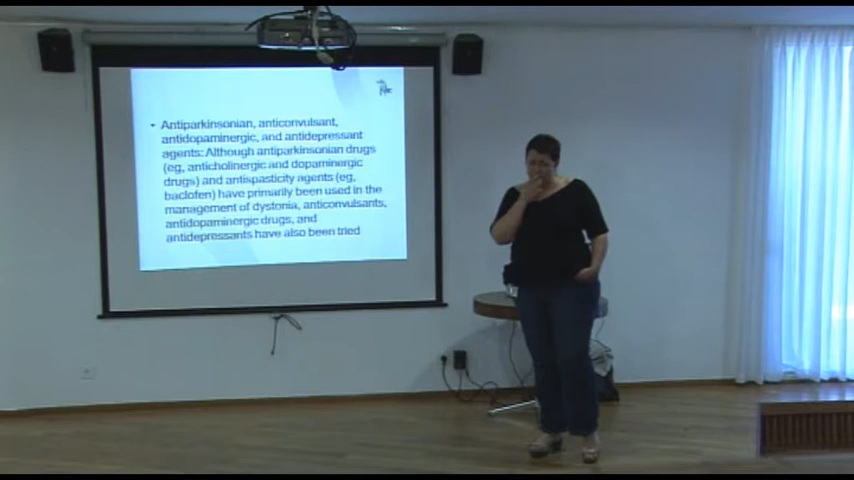 • Antiparkinsonian, anticonvulsant,
antidopaminergic, and antidepressant
agents: Although antiparkinsonian drugs
(eg, anticholinergic and dopaminergic
drugs) and antispasticity agents (eg,
baclofen) have primarily been used in the
management of dystonia, anticonvulsants,
antidopaminergic drugs, and
antidepressants have also been tried